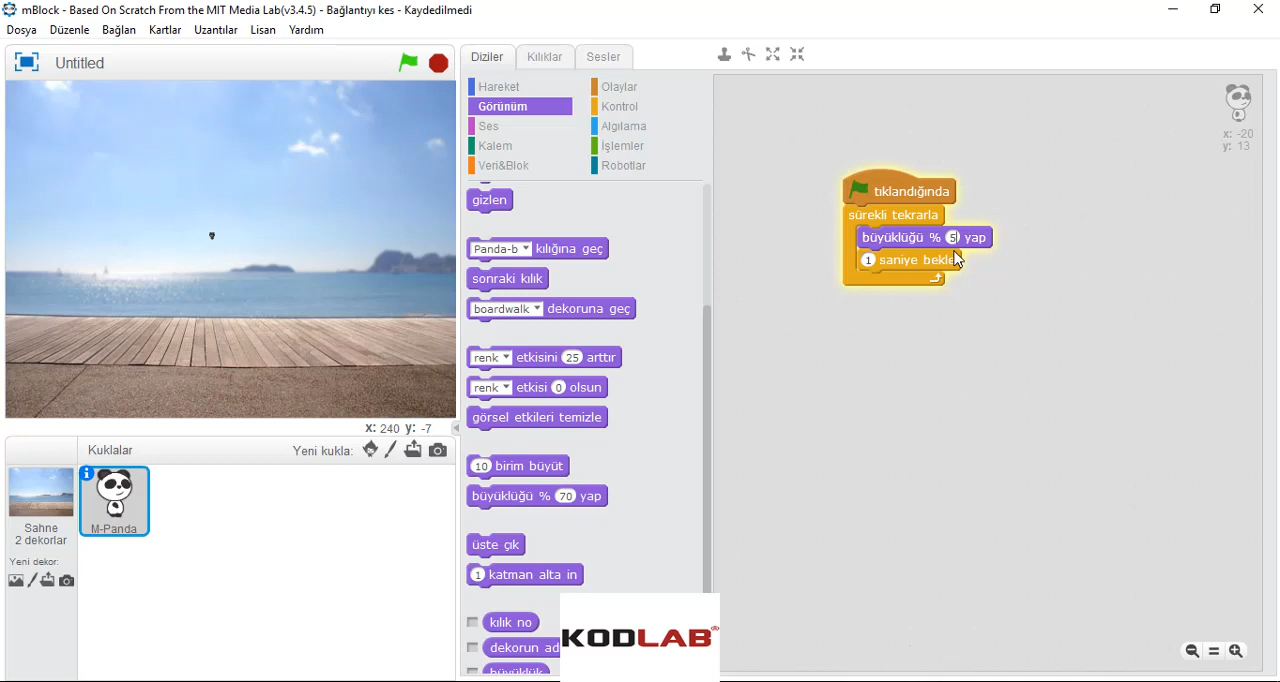 mBlock - Based On Scratch From the MIT Media Lab(v3.4.5) - Bağlantıyı kes - Kaydedilmedi
Dosya Düzenle Bağlan Kartlar Uzantılar Lisan Yardım
Untitled
x: 240 y: -7
Kuklalar
Yeni kukla:
Sahne
2 dekorlar
Yeni dekor:
M-Panda
Diziler Kılıklar Sesler
Hareket Olaylar
Görünüm Kontrol
Ses Algılama
Kalem İşlemler
Veri&Blok Robotlar
gizlen
Panda-b kılığına geç
sonraki kılık
boardwalk dekoruna geç
renk etkisini 25 arttır
renk etkisi 0 olsun
görsel etkileri temizle
10 birim büyüt
büyüklüğü % 70 yap
üste çık
1 katman alta in
kılık no
dekorun ad
büyüklük
KODLAB
x: -20
y: 13
tıklandığında
sürekli tekrarla
büyüklüğü % 5 yap
1 saniye bekle